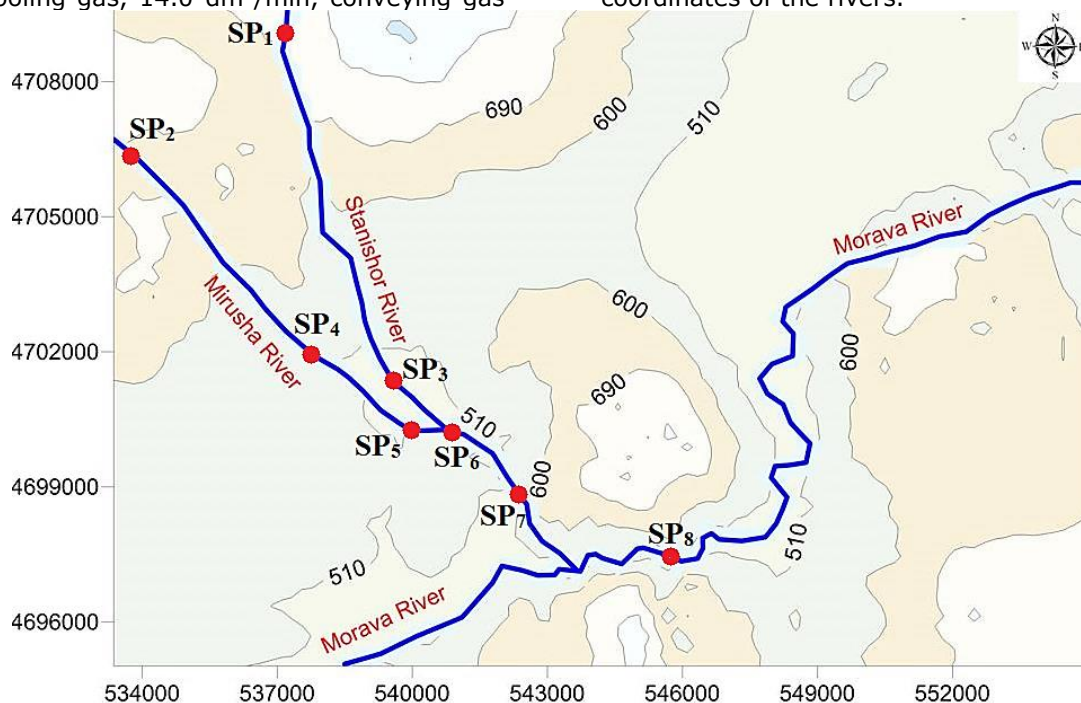 cooling gas, 14.0 dm³/min, conveying gas
coordinates of the rivers.
SP1
N
W
S
4708000
690
600
510
SP2
4705000
Stanishor River
Morava River
Mirusha River
600
SP4
4702000
600
SP3
690
510
SP5
SP6
4699000
600
SP7
SP8
510
510
Morava River
4696000
534000
537000
540000
543000
546000
549000
552000